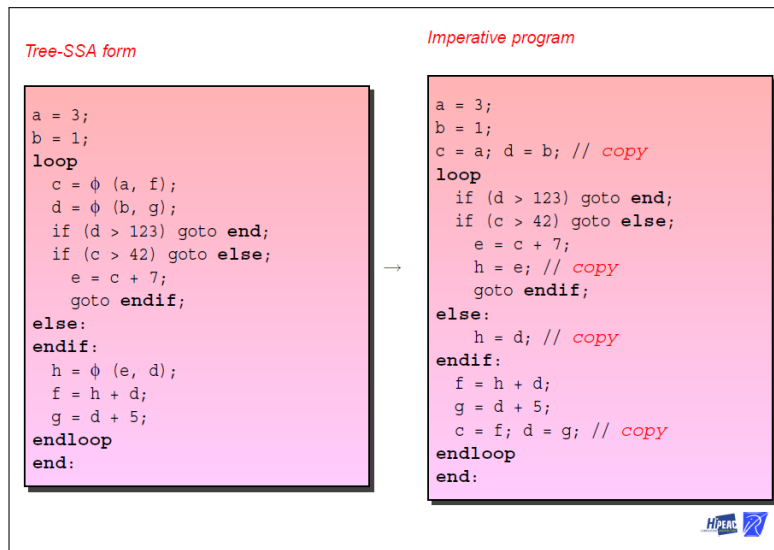 Tree-SSA form
a = 3;
b = 1;
loop
c = ϕ (a, f);
d = ϕ (b, g);
if (d > 123) goto end;
if (c > 42) goto else;
e = c + 7;
goto endif;
else:
endif:
h = ϕ (e, d);
f = h + d;
g = d + 5;
endloop
end:
→
Imperative program
a = 3;
b = 1;
c = a; d = b; // copy
loop
if (d > 123) goto end;
if (c > 42) goto else;
e = c + 7;
h = e; // copy
goto endif;
else:
h = d; // copy
endif:
f = h + d;
g = d + 5;
c = f; d = g; // copy
endloop
end:
HiPEAC